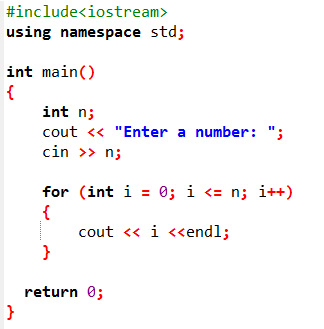 #include<iostream>
using namespace std;
int main()
{
int n;
cout << "Enter a number: ";
cin >> n;
for (int i = 0; i <= n; i++)
{
cout << i <<endl;
}
return 0;
}